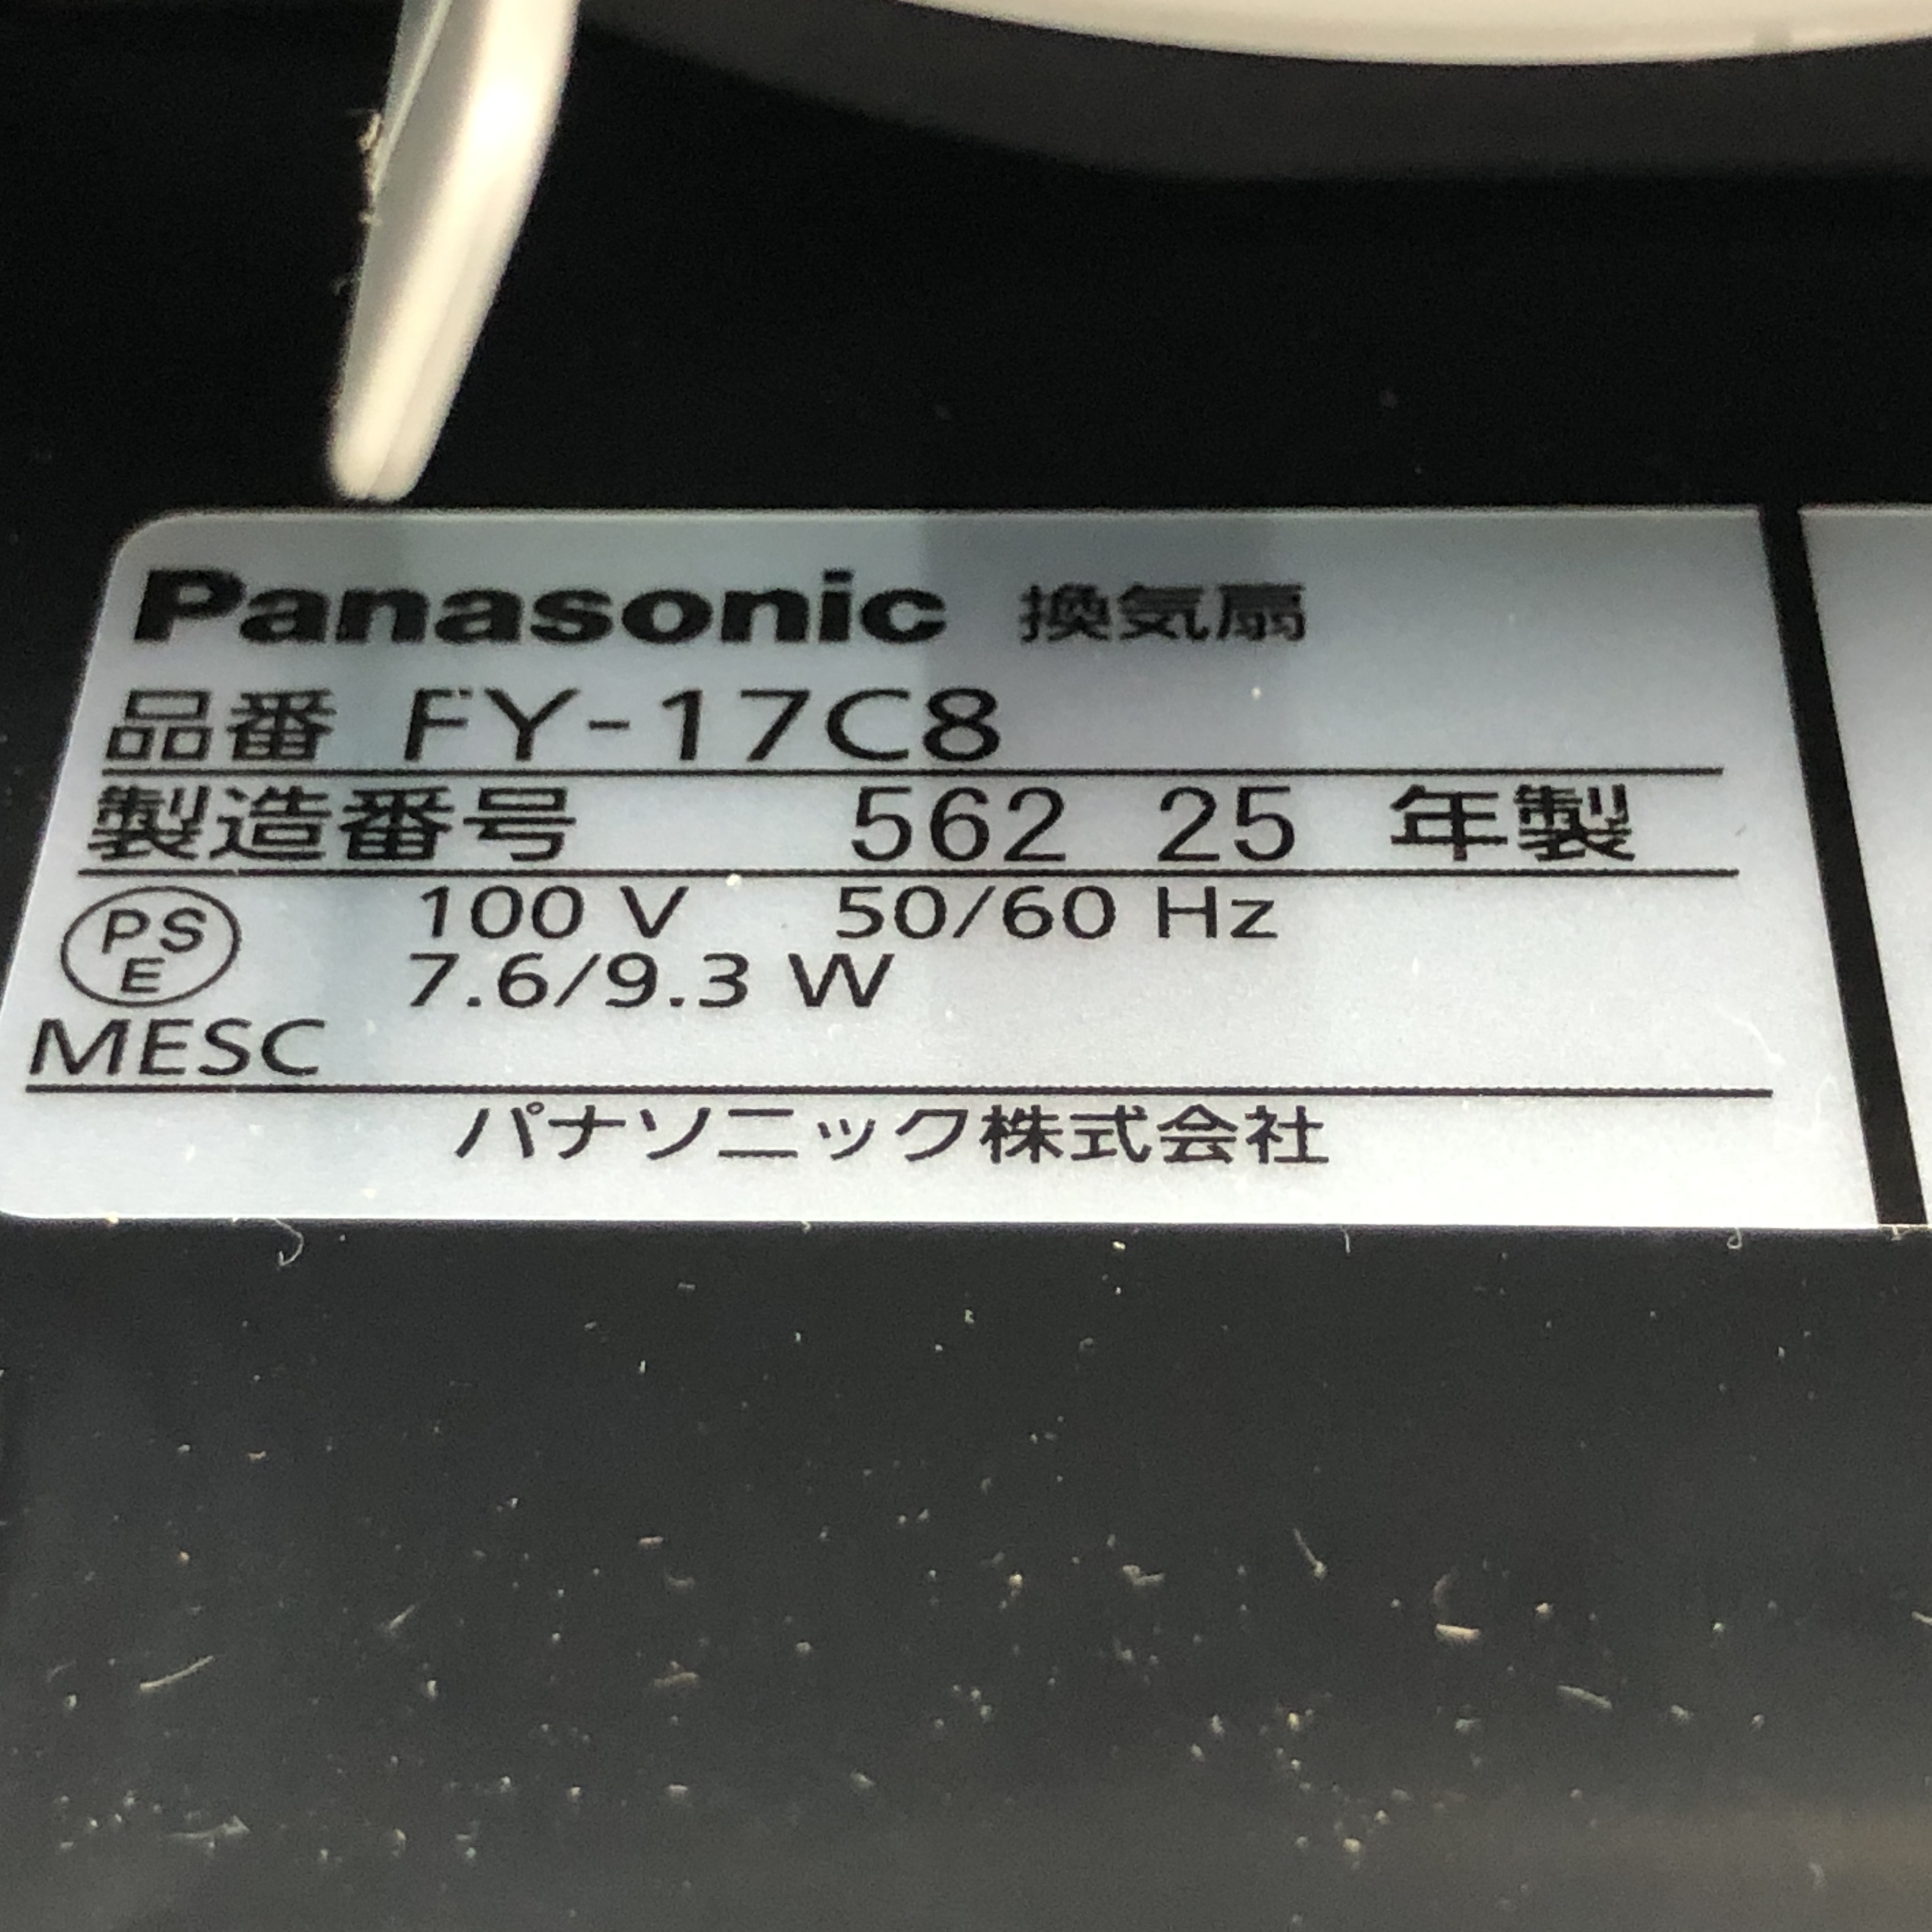 Panasonic 換気扇
品番 FY-17C8
製造番号 562 25 年製
PS
E
100 V 50/60 Hz
7.6/9.3 W
MESC
パナソニック株式会社